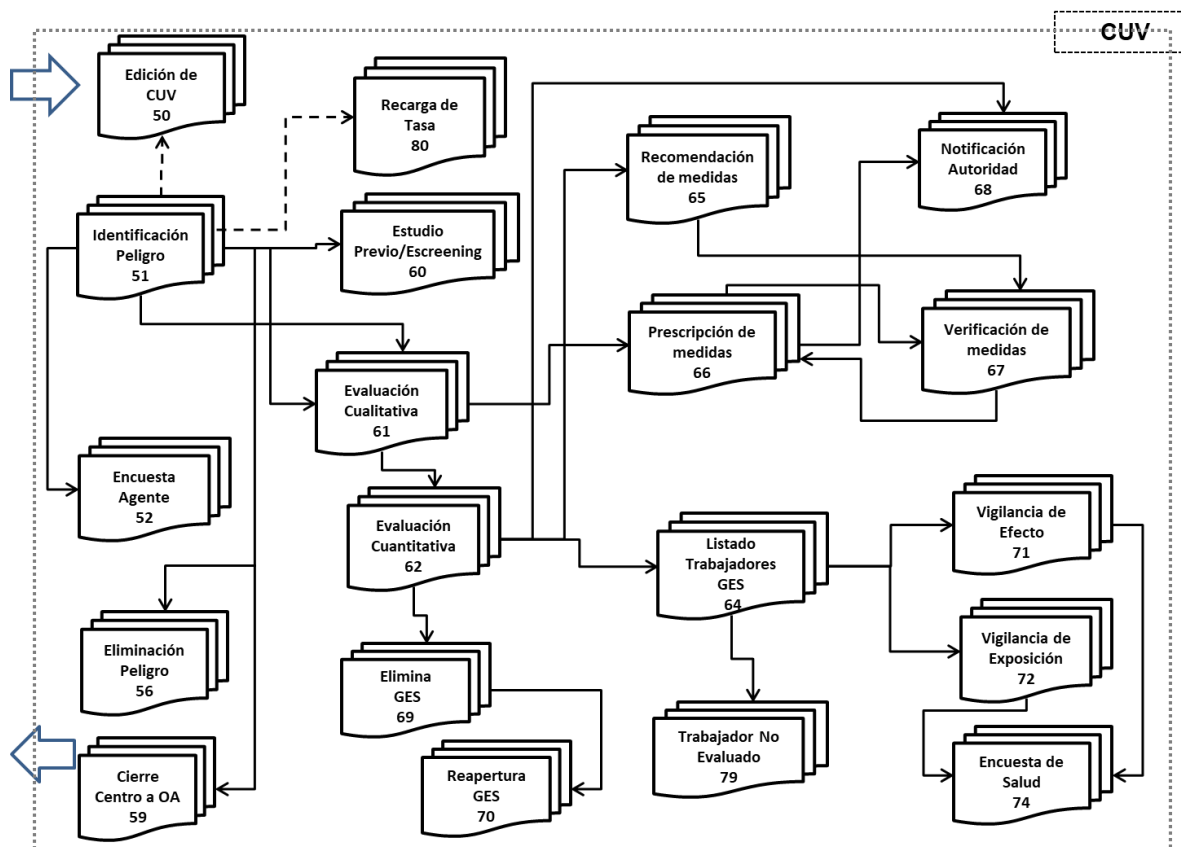 CUV
Edición de
CUV
50
Recarga de
Tasa
80
Recomendación
de medidas
65
Notificación
Autoridad
68
Identificación
Peligro
51
Estudio
Previo/Escreening
60
Prescripción de
medidas
66
Verificación de
medidas
67
Evaluación
Cualitativa
61
Encuesta
Agente
52
Evaluación
Cuantitativa
62
Listado
Trabajadores
GES
64
Vigilancia de
Efecto
71
Eliminación
Peligro
56
Elimina
GES
69
Vigilancia de
Exposición
72
Trabajador No
Evaluado
79
Cierre
Centro a OA
59
Reapertura
GES
70
Encuesta de
Salud
74